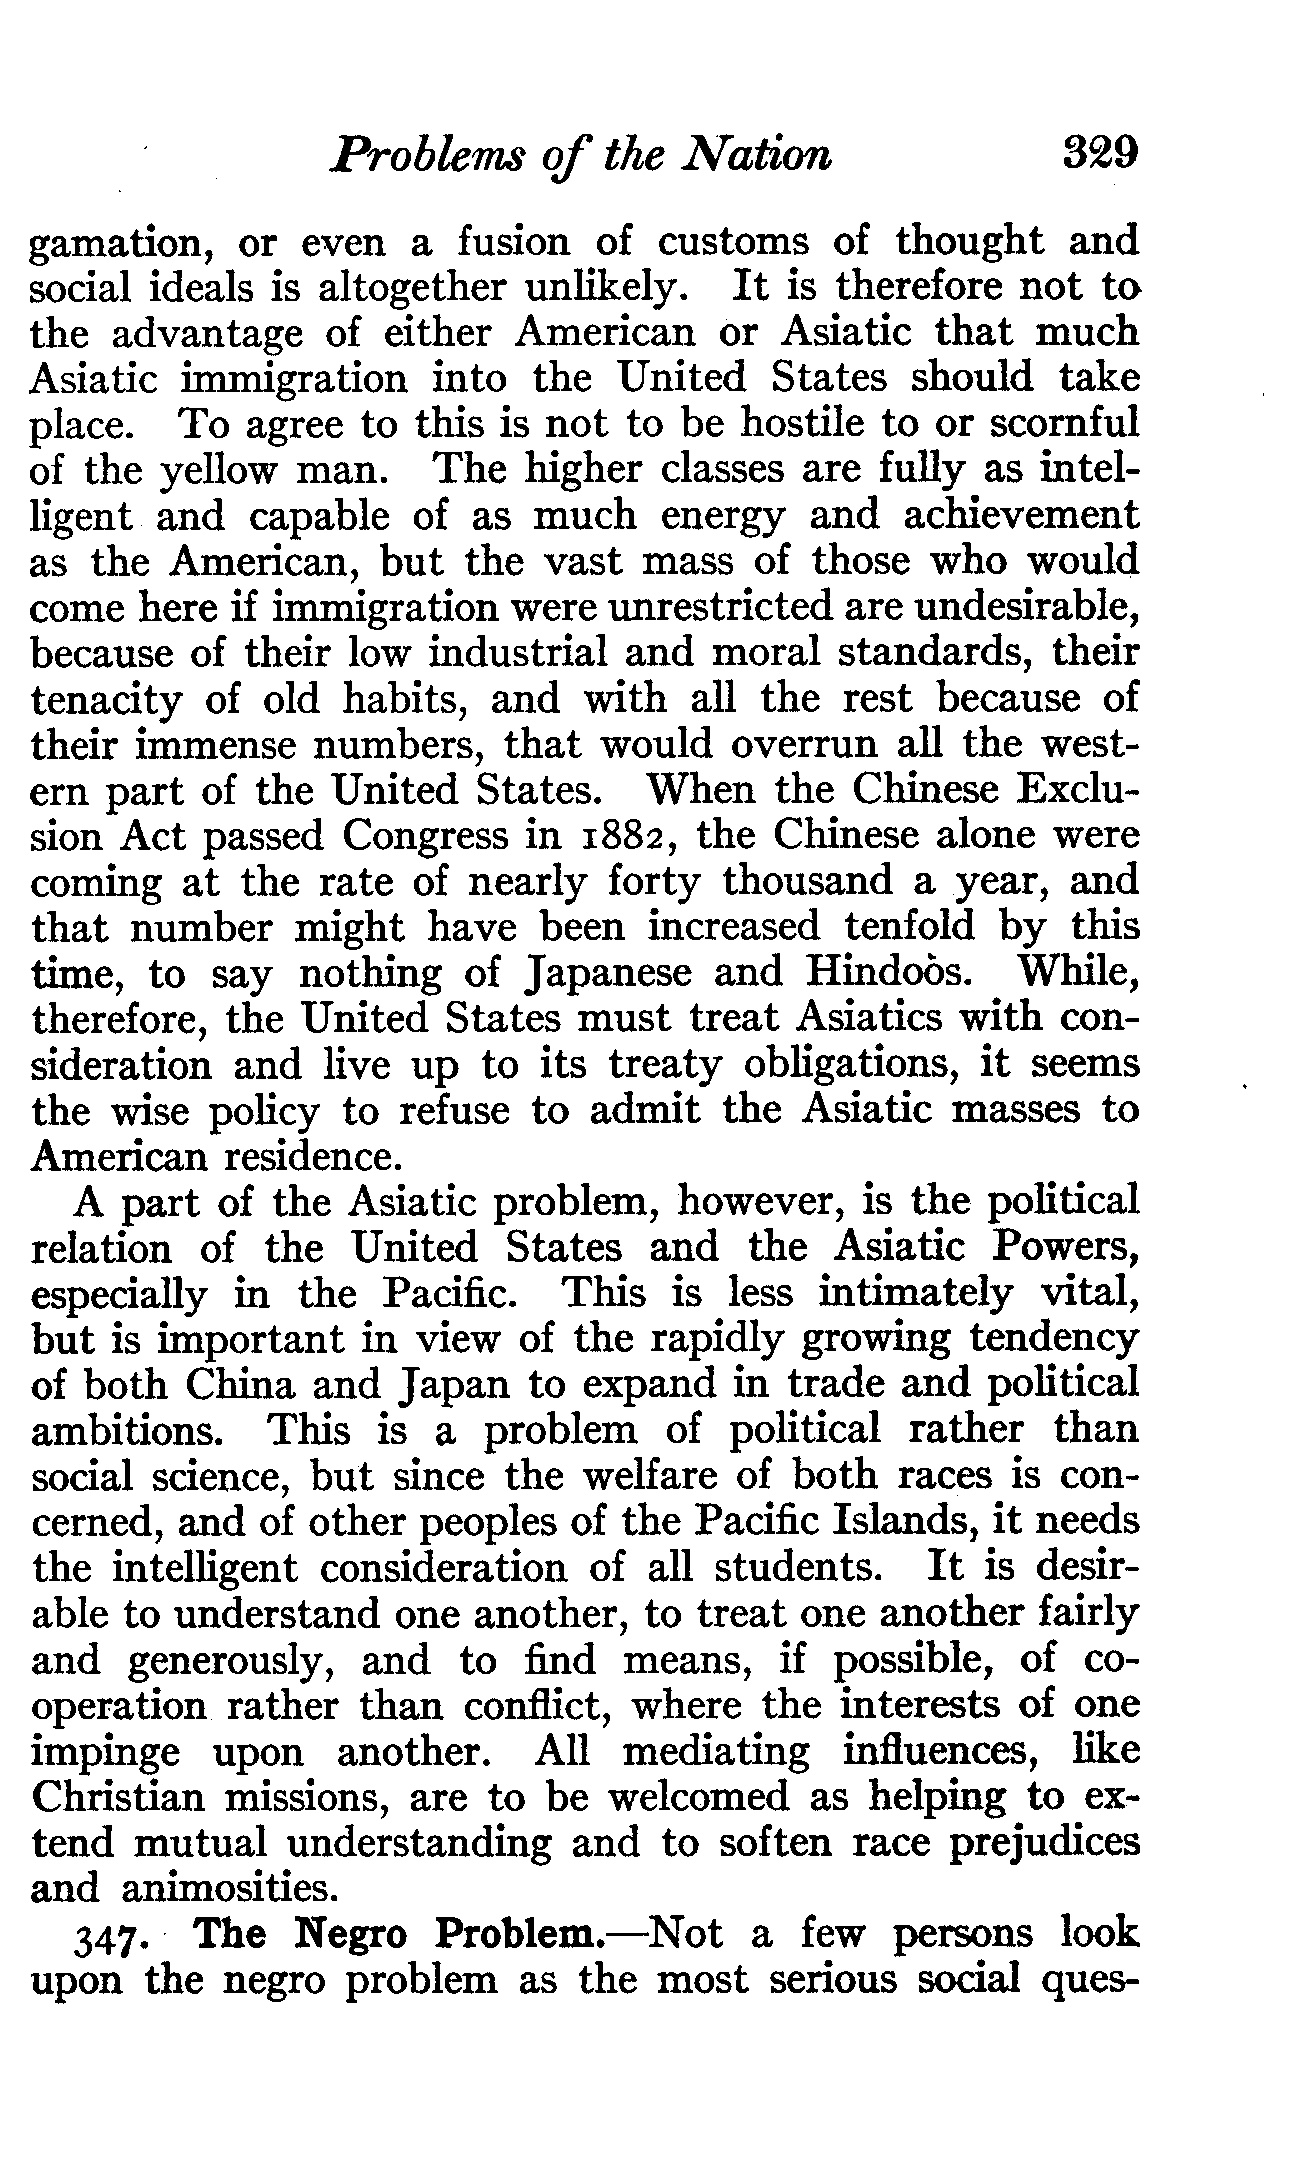 Problems of the Nation 329
gamation, or even a fusion of customs of thought and
social ideals is altogether unlikely. It is therefore not to
the advantage of either American or Asiatic that much
Asiatic immigration into the United States should take
place. To agree to this is not to be hostile to or scornful
of the yellow man. The higher classes are fully as intel-
ligent and capable of as much energy and achievement
as the American, but the vast mass of those who would
come here if immigration were unrestricted are undesirable,
because of their low industrial and moral standards, their
tenacity of old habits, and with all the rest because of
their immense numbers, that would overrun all the west-
ern part of the United States. When the Chinese Exclu-
sion Act passed Congress in 1882, the Chinese alone were
coming at the rate of nearly forty thousand a year, and
that number might have been increased tenfold by this
time, to say nothing of Japanese and Hindoos. While,
therefore, the United States must treat Asiatics with con-
sideration and live up to its treaty obligations, it seems
the wise policy to refuse to admit the Asiatic masses to
American residence.
A part of the Asiatic problem, however, is the political
relation of the United States and the Asiatic Powers,
especially in the Pacific. This is less intimately vital,
but is important in view of the rapidly growing tendency
of both China and Japan to expand in trade and political
ambitions. This is a problem of political rather than
social science, but since the welfare of both races is con-
cerned, and of other peoples of the Pacific Islands, it needs
the intelligent consideration of all students. It is desir-
able to understand one another, to treat one another fairly
and generously, and to find means, if possible, of co-
operation rather than conflict, where the interests of one
impinge upon another. All mediating influences, like
Christian missions, are to be welcomed as helping to ex-
tend mutual understanding and to soften race prejudices
and animosities.
347. The Negro Problem.—Not a few persons look
upon the negro problem as the most serious social ques-